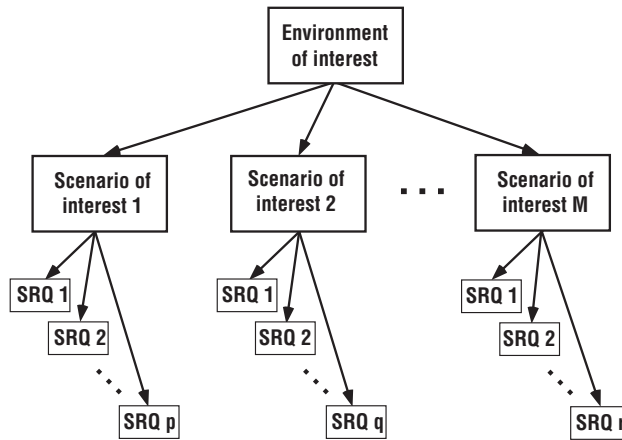 Environment
of interest
Scenario of
interest 1
Scenario of
interest 2
Scenario of
interest M
SRQ 1
SRQ 2
SRQ p
SRQ 1
SRQ 2
SRQ q
SRQ 1
SRQ 2
SRQ r